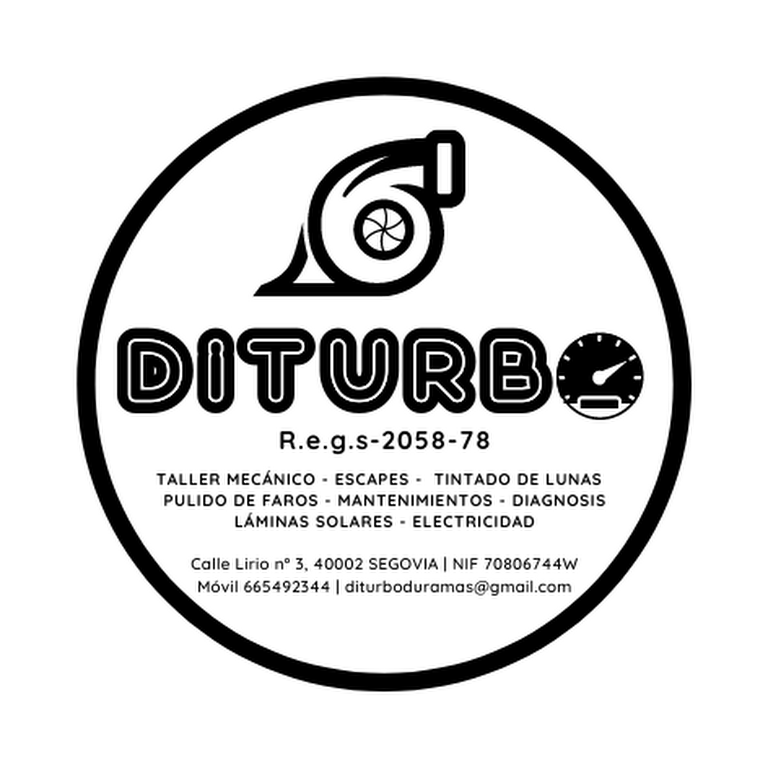 DITURBO
R.e.g.s-2058-78
TALLER MECÁNICO - ESCAPES - TINTADO DE LUNAS
PULIDO DE FAROS - MANTENIMIENTOS - DIAGNOSIS
LÁMINAS SOLARES - ELECTRICIDAD
Calle Lirio nº 3, 40002 SEGOVIA | NIF 70806744W
Móvil 665492344 | diturboduramas@gmail.com